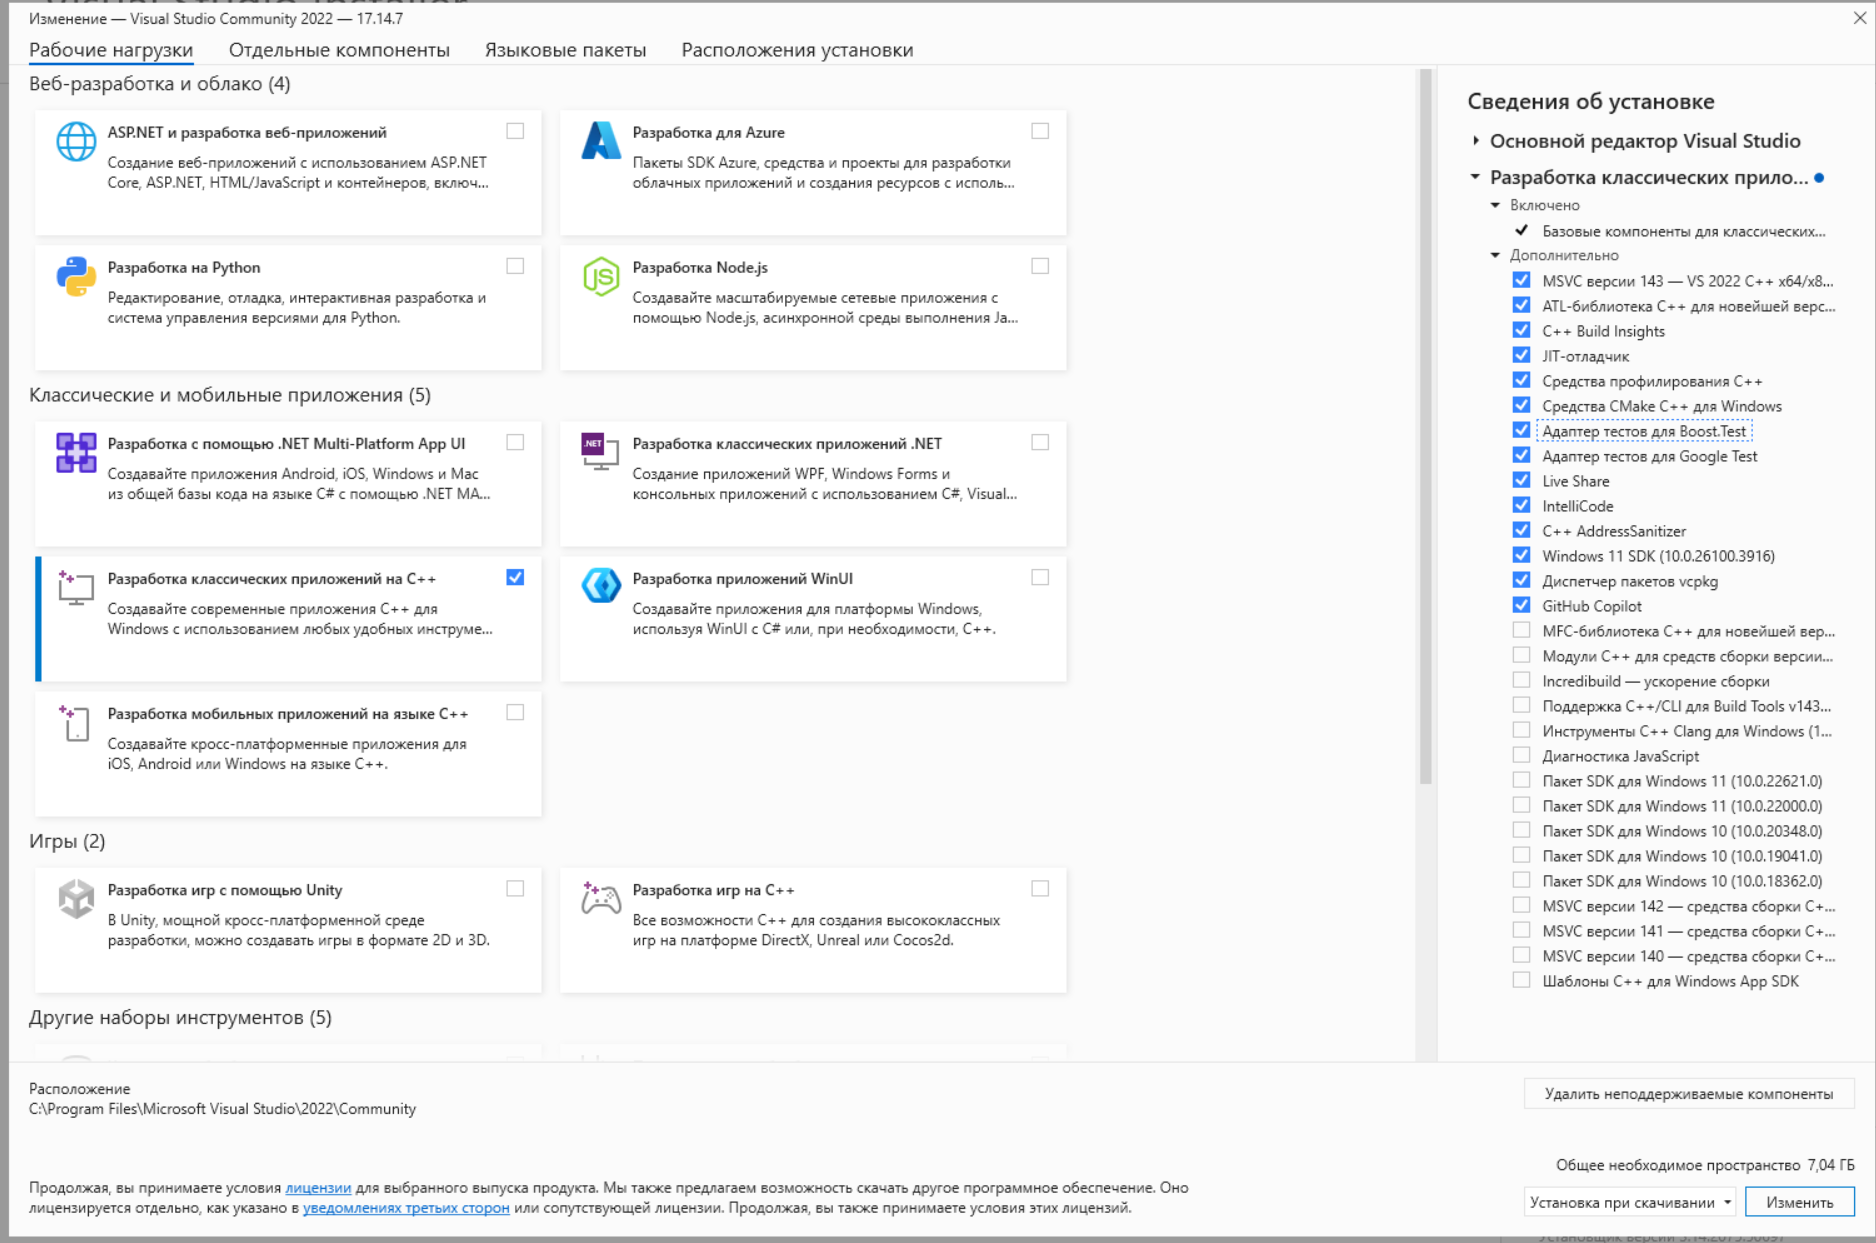 Изменение — Visual Studio Community 2022 — 17.14.7
Рабочие нагрузки
Отдельные компоненты
Языковые пакеты
Расположения установки
Веб-разработка и облако (4)
ASP.NET и разработка веб-приложений
Создание веб-приложений с использованием ASP.NET
Core, ASP.NET, HTML/JavaScript и контейнеров, включ...
Разработка для Azure
Пакеты SDK Azure, средства и проекты для разработки
облачных приложений и создания ресурсов с исполь...
Разработка на Python
Редактирование, отладка, интерактивная разработка и
система управления версиями для Python.
Разработка Node.js
Создавайте масштабируемые сетевые приложения с
помощью Node.js, асинхронной среды выполнения Ja...
Классические и мобильные приложения (5)
Разработка с помощью .NET Multi-Platform App UI
Создавайте приложения Android, iOS, Windows и Mac
из общей базы кода на языке C# с помощью .NET MA...
.NET
Разработка классических приложений .NET
Создание приложений WPF, Windows Forms и
консольных приложений с использованием C#, Visual...
Разработка классических приложений на C++
Создавайте современные приложения C++ для
Windows с использованием любых удобных инструме...
Разработка приложений WinUI
Создавайте приложения для платформы Windows,
используя WinUI с C# или, при необходимости, C++.
Разработка мобильных приложений на языке C++
Создавайте кросс-платформенные приложения для
iOS, Android или Windows на языке C++.
Игры (2)
Разработка игр с помощью Unity
В Unity, мощной кросс-платформенной среде
разработки, можно создавать игры в формате 2D и 3D.
Разработка игр на C++
Все возможности C++ для создания высококлассных
игр на платформе DirectX, Unreal или Cocos2d.
Другие наборы инструментов (5)
Сведения об установке
Основной редактор Visual Studio
Разработка классических прило...
Включено
Базовые компоненты для классических...
Дополнительно
MSVC версии 143 — VS 2022 C++ x64/x8...
ATL-библиотека C++ для новейшей верс...
C++ Build Insights
JIT-отладчик
Средства профилирования C++
Средства CMake C++ для Windows
Адаптер тестов для Boost.Test
Адаптер тестов для Google Test
Live Share
IntelliCode
C++ AddressSanitizer
Windows 11 SDK (10.0.26100.3916)
Диспетчер пакетов vcpkg
GitHub Copilot
MFC-библиотека C++ для новейшей вер...
Модули C++ для средств сборки версии...
Incredibuild — ускорение сборки
Поддержка C++/CLI для Build Tools v143...
Инструменты C++ Clang для Windows (1...
Диагностика JavaScript
Пакет SDK для Windows 11 (10.0.22621.0)
Пакет SDK для Windows 11 (10.0.22000.0)
Пакет SDK для Windows 10 (10.0.20348.0)
Пакет SDK для Windows 10 (10.0.19041.0)
Пакет SDK для Windows 10 (10.0.18362.0)
MSVC версии 142 — средства сборки C+...
MSVC версии 141 — средства сборки C+...
MSVC версии 140 — средства сборки C+...
Шаблоны C++ для Windows App SDK
Расположение
C:\Program Files\Microsoft Visual Studio\2022\Community
Удалить неподдерживаемые компоненты
Общее необходимое пространство 7,04 ГБ
Продолжая, вы принимаете условия лицензии для выбранного выпуска продукта. Мы также предлагаем возможность скачать другое программное обеспечение. Оно
лицензируется отдельно, как указано в уведомлениях третьих сторон или сопутствующей лицензии. Продолжая, вы также принимаете условия этих лицензий.
Установка при скачивании
Изменить